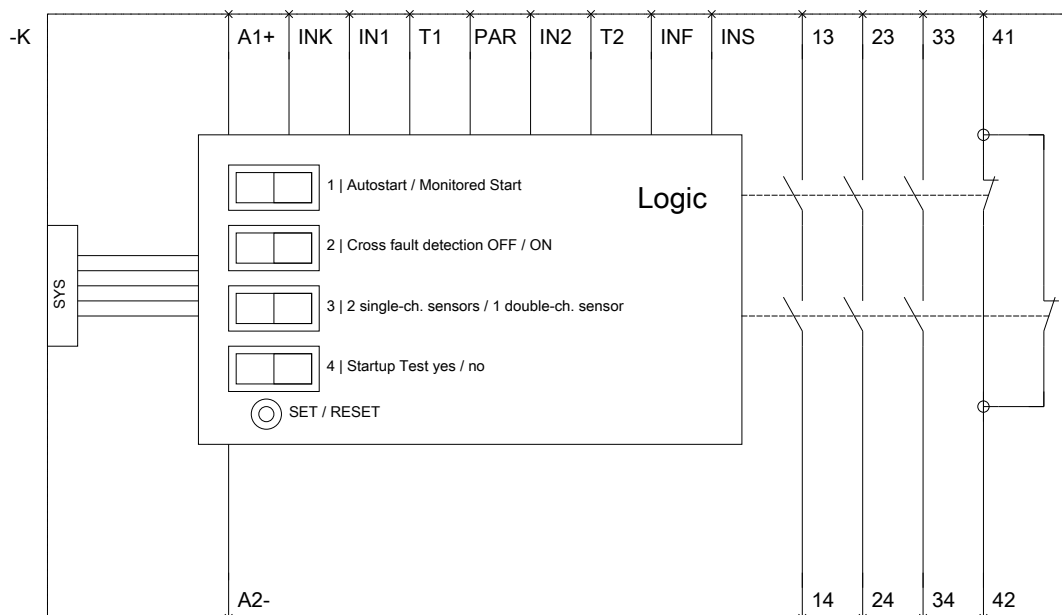 -K A1+ INK IN1 T1 PAR IN2 T2 INF INS 13 23 33 41
1 | Autostart / Monitored Start
Logic
2 | Cross fault detection OFF / ON
SYS
3 | 2 single-ch. sensors / 1 double-ch. sensor
4 | Startup Test yes / no
SET / RESET
A2- 14 24 34 42